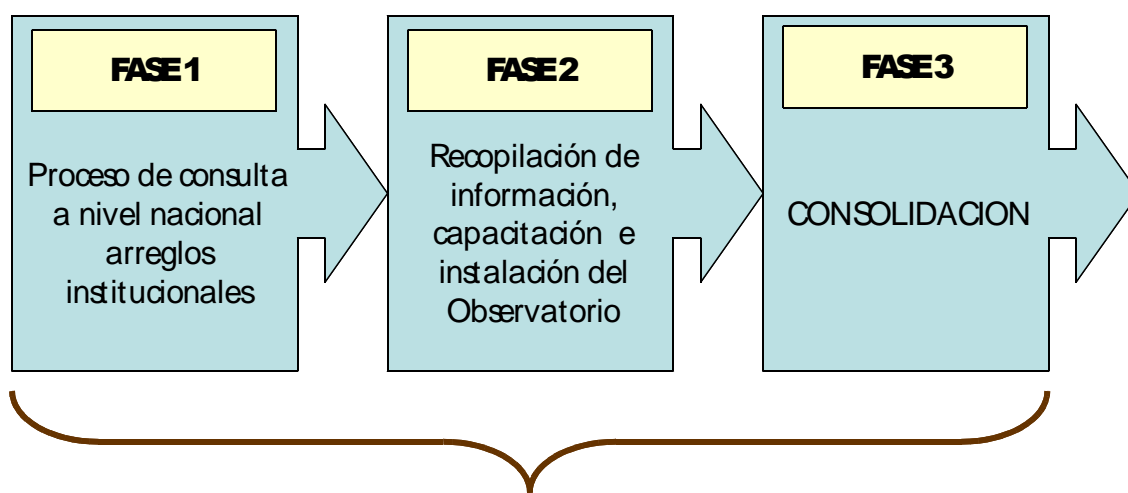 FASE 1
Proceso de consulta
a nivel nacional
arreglos
institucionales
FASE 2
Recopilación de
información,
capacitación e
instalación del
Observatorio
FASE 3
CONSOLIDACION